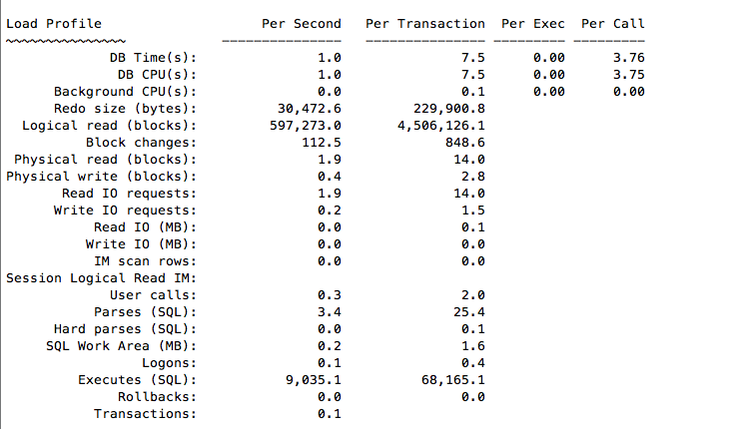 Load Profile Per Second Per Transaction Per Exec Per Call
~~~~~~~~~~~~~~~ --------------- --------------- --------- ---------
DB Time(s): 1.0 7.5 0.00 3.76
DB CPU(s): 1.0 7.5 0.00 3.75
Background CPU(s): 0.0 0.1 0.00 0.00
Redo size (bytes): 30,472.6 229,900.8
Logical read (blocks): 597,273.0 4,506,126.1
Block changes: 112.5 848.6
Physical read (blocks): 1.9 14.0
Physical write (blocks): 0.4 2.8
Read IO requests: 1.9 14.0
Write IO requests: 0.2 1.5
Read IO (MB): 0.0 0.1
Write IO (MB): 0.0 0.0
IM scan rows: 0.0 0.0
Session Logical Read IM:
User calls: 0.3 2.0
Parses (SQL): 3.4 25.4
Hard parses (SQL): 0.0 0.1
SQL Work Area (MB): 0.2 1.6
Logons: 0.1 0.4
Executes (SQL): 9,035.1 68,165.1
Rollbacks: 0.0 0.0
Transactions: 0.1